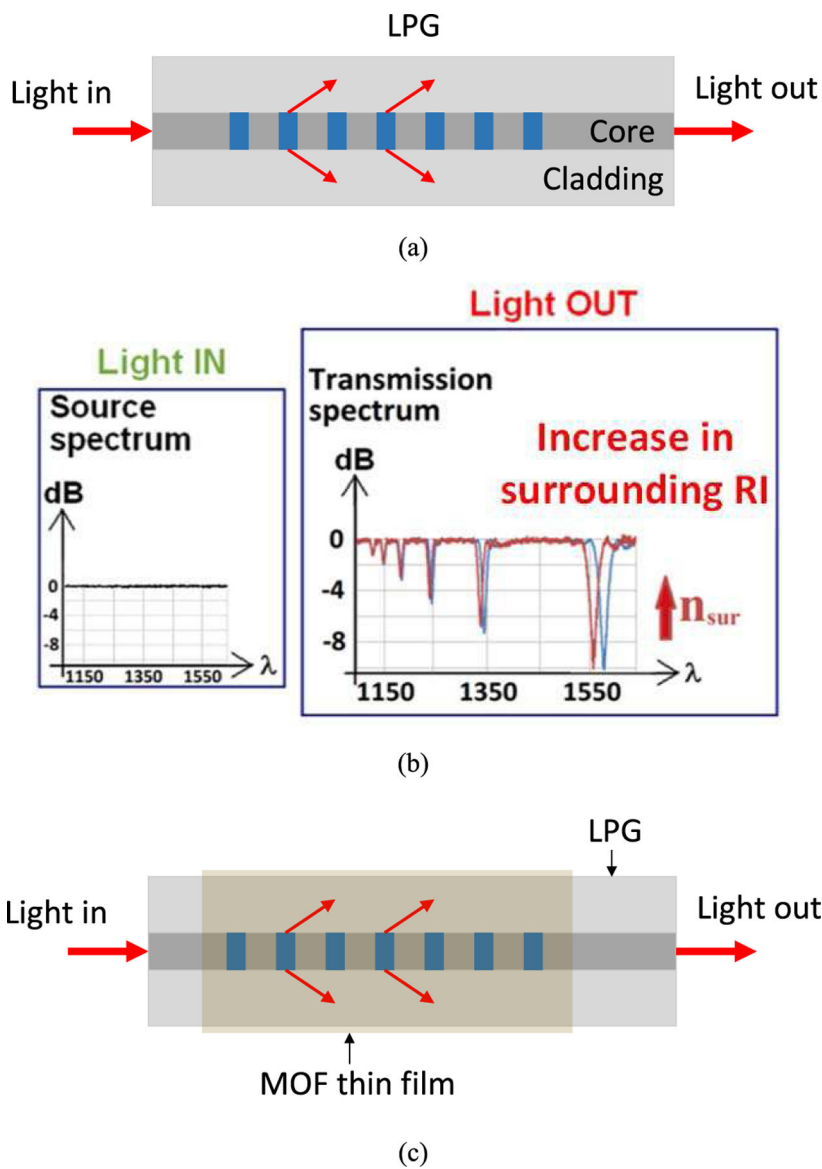 LPG
Light in
Light out
Core
Cladding
(a)
Light IN
Source
spectrum
dB
0
-4
-8
1150 1350 1550 λ
Light OUT
Transmission
spectrum
Increase in
surrounding RI
dB
0
-4
-8
n_sur
1150 1350 1550 λ
(b)
LPG
Light in
Light out
MOF thin film
(c)